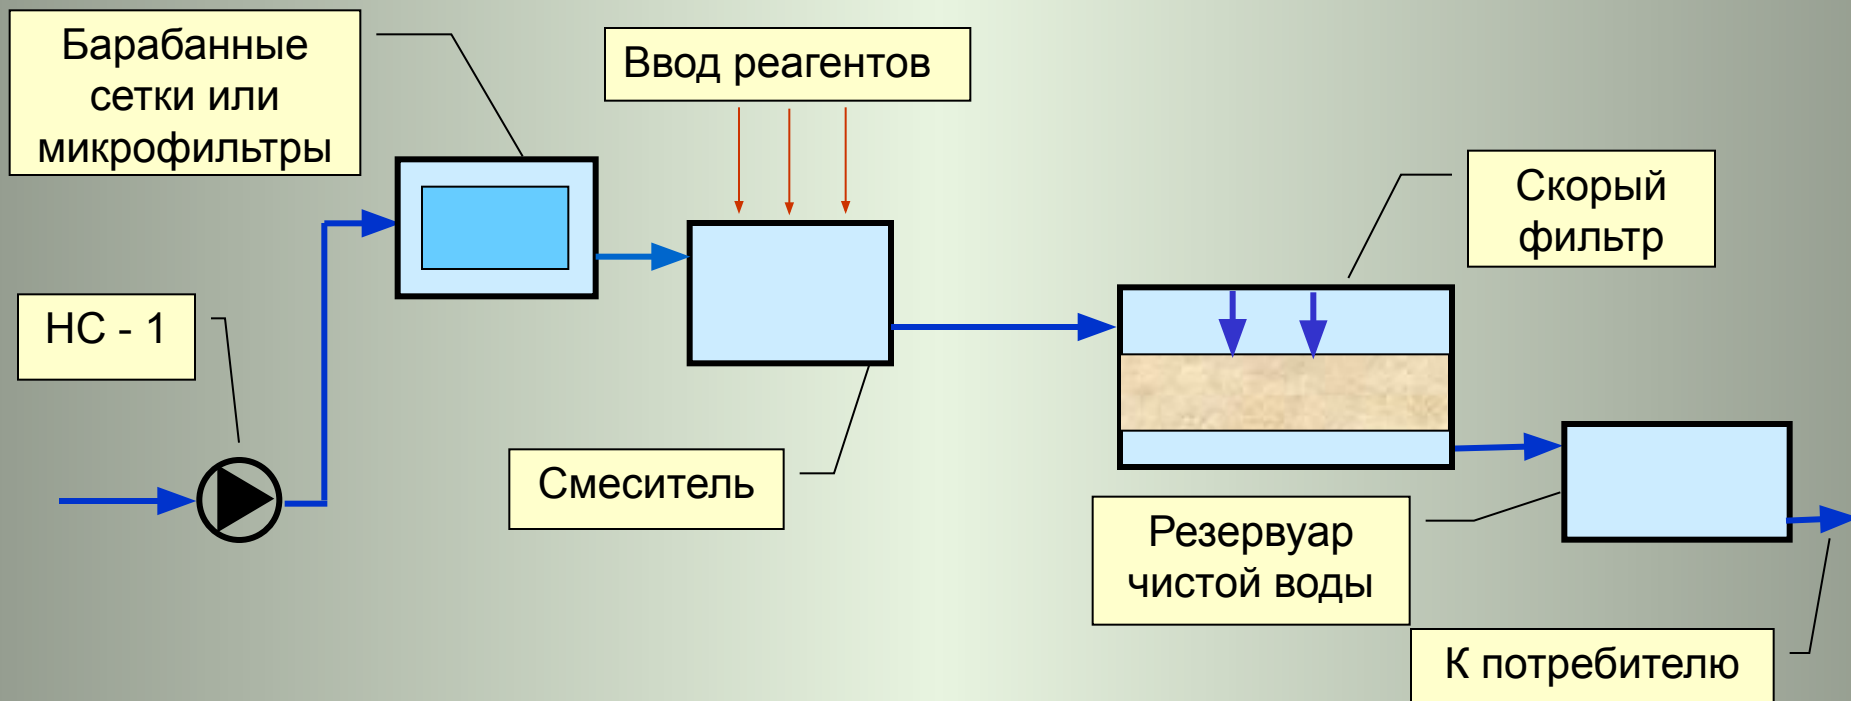 Барабанные
сетки или
микрофильтры
Ввод реагентов
Скорый
фильтр
НС - 1
Смеситель
Резервуар
чистой воды
К потребителю